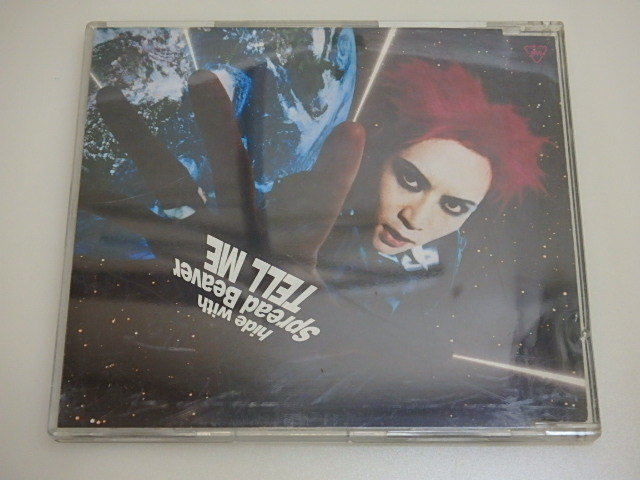 hide with
Spread Beaver
TELL ME